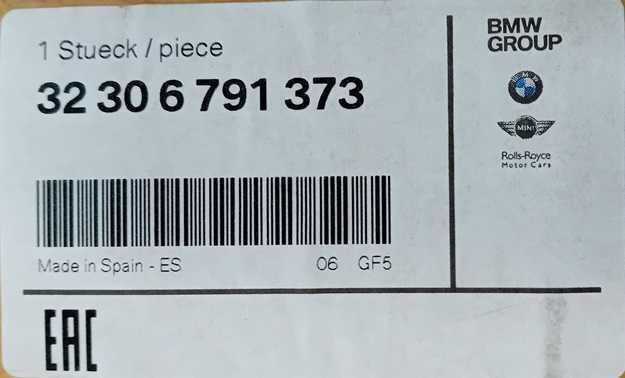 1 Stueck / piece
32 30 6 791 373
Made in Spain - ES
06 GF5
EAC
BMW
GROUP
BMW
MINI
Rolls-Royce
Motor Cars